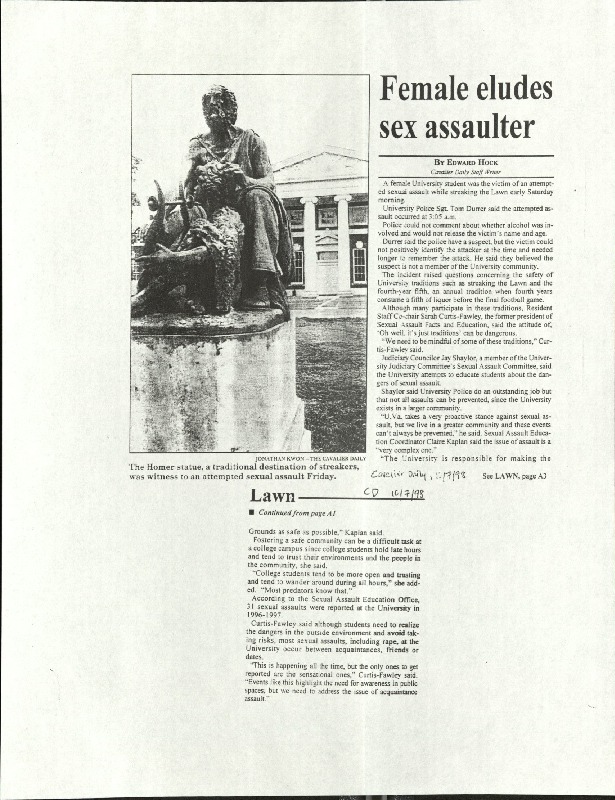 Female eludes
sex assaulter
BY EDWARD HOCK
Cavalier Daily Staff Writer
A female University student was the victim of an attempt-
ed sexual assault while streaking the Lawn early Saturday
morning.
University Police Sgt. Tom Durrer said the attempted as-
sault occurred at 3:05 a.m.
Police could not comment about whether alcohol was in-
volved and would not release the victim's name and age.
Durrer said the police have a suspect, but the victim could
not positively identify the attacker at the time and needed
longer to remember the attack. He said they believed the
suspect is not a member of the University community.
The incident raised questions concerning the safety of
University traditions such as streaking the Lawn and the
fourth-year fifth, an annual tradition when fourth years
consume a fifth of liquor before the final football game.
Although many participate in these traditions, Resident
Staff Co-chair Sarah Curtis-Fawley, the former president of
Sexual Assault Facts and Education, said the attitude of,
'Oh well, it's just traditions' can be dangerous.
"We need to be mindful of some of these traditions," Cur-
tis-Fawley said.
Judiciary Councilor Jay Shaylor, a member of the Univer-
sity Judiciary Committee's Sexual Assault Committee, said
the University attempts to educate students about the dan-
gers of sexual assault.
Shaylor said University Police do an outstanding job but
that not all assaults can be prevented, since the University
exists in a larger community.
"U.Va. takes a very proactive stance against sexual as-
sault, but we live in a greater community and these events
can't always be prevented," he said. Sexual Assault Educa-
tion Coordinator Claire Kaplan said the issue of assault is a
"very complex one."
"The University is responsible for making the
See LAWN, page A3
JONATHAN KWON - THE CAVALIER DAILY
The Homer statue, a traditional destination of streakers,
was witness to an attempted sexual assault Friday.
Cavalier Daily, /7/98
CD 10/7/98
Lawn
■ Continued from page A1
Grounds as safe as possible," Kaplan said.
Fostering a safe community can be a difficult task at
a college campus since college students hold late hours
and tend to trust their environments and the people in
the community, she said.
"College students tend to be more open and trusting
and tend to wander around during all hours," she add-
ed. "Most predators know that."
According to the Sexual Assault Education Office,
31 sexual assaults were reported at the University in
1996-1997.
Curtis-Fawley said although students need to realize
the dangers in the outside environment and avoid tak-
ing risks, most sexual assaults, including rape, at the
University occur between acquaintances, friends or
dates.
"This is happening all the time, but the only ones to get
reported are the sensational ones," Curtis-Fawley said.
"Events like this highlight the need for awareness in public
spaces, but we need to address the issue of acquaintance
assault."